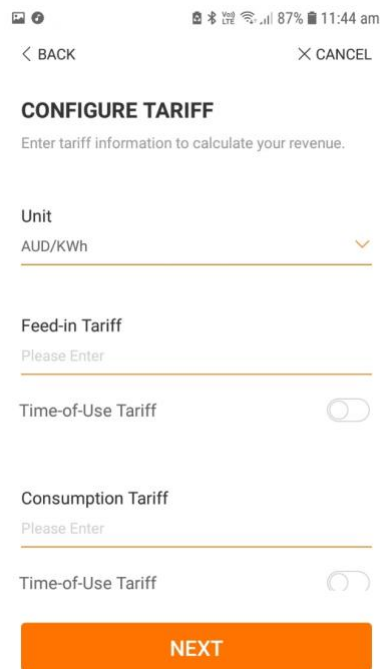 87% 11:44 am
BACK CANCEL
CONFIGURE TARIFF
Enter tariff information to calculate your revenue.
Unit
AUD/KWh
Feed-in Tariff
Please Enter
Time-of-Use Tariff
Consumption Tariff
Please Enter
Time-of-Use Tariff
NEXT